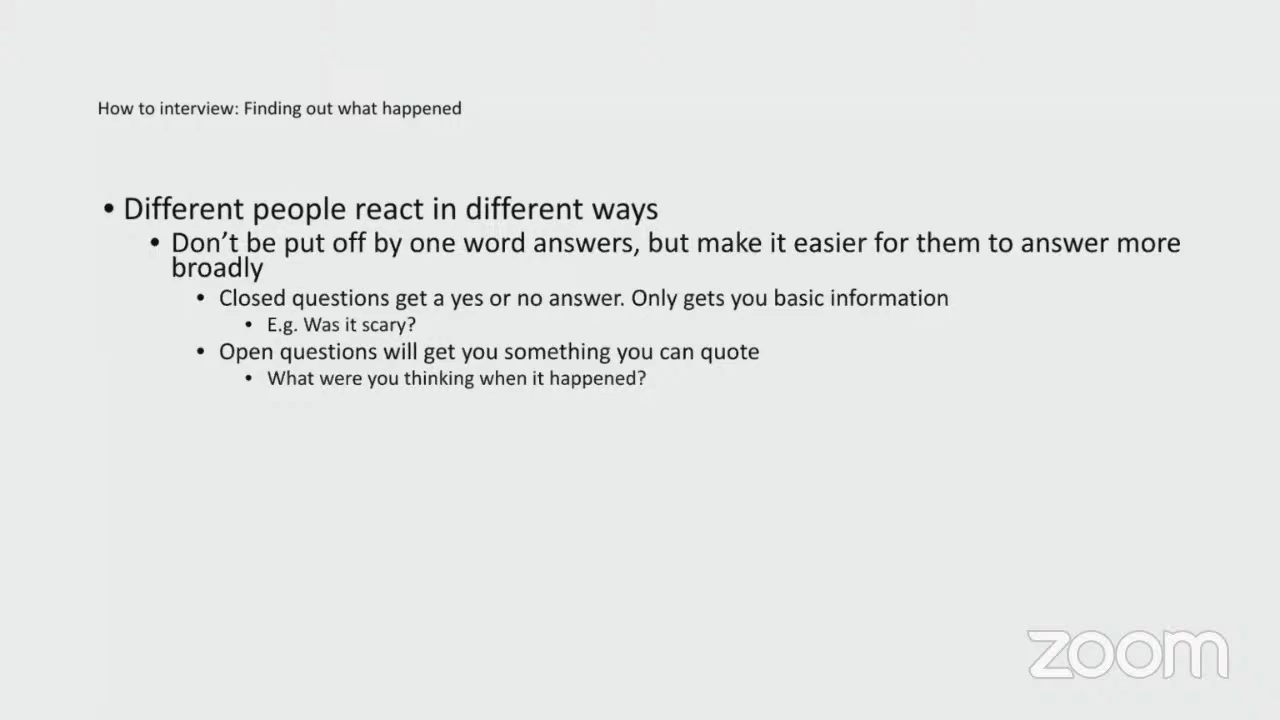 How to interview: Finding out what happened
• Different people react in different ways
• Don’t be put off by one word answers, but make it easier for them to answer more
broadly
• Closed questions get a yes or no answer. Only gets you basic information
• E.g. Was it scary?
• Open questions will get you something you can quote
• What were you thinking when it happened?
zoom